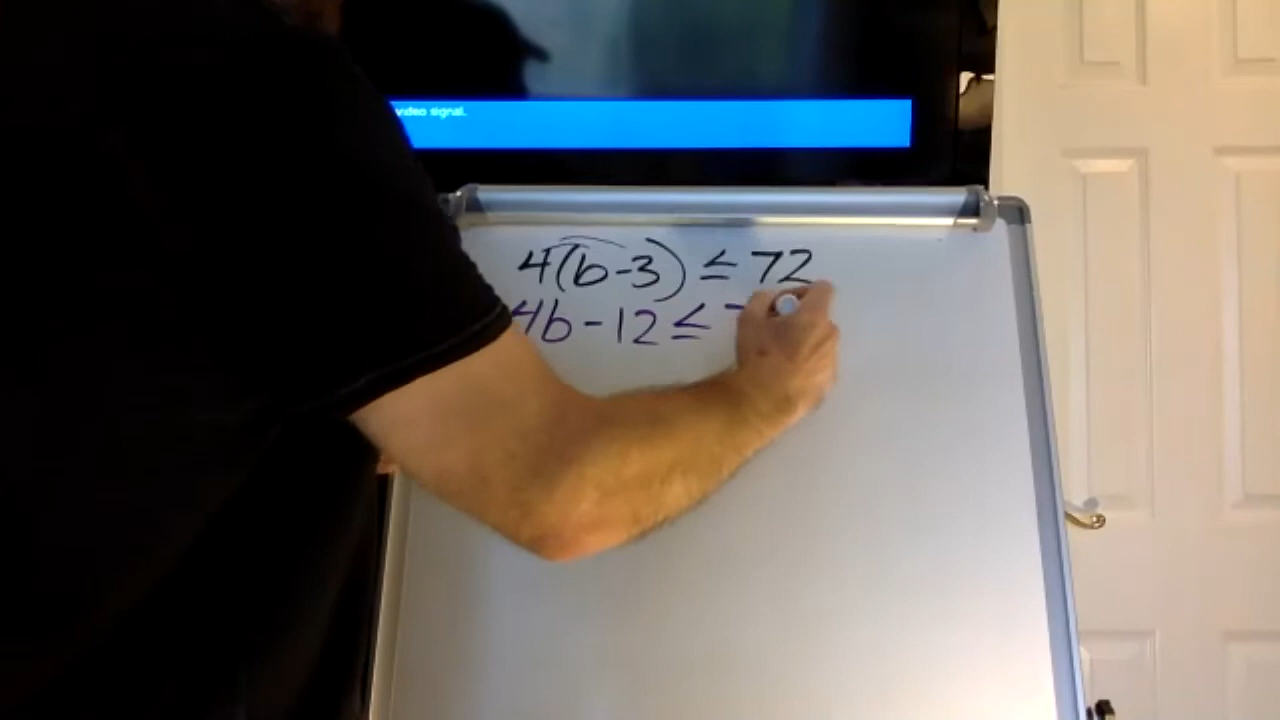 video signal.
4(b-3) ≤ 72
4b - 12 ≤